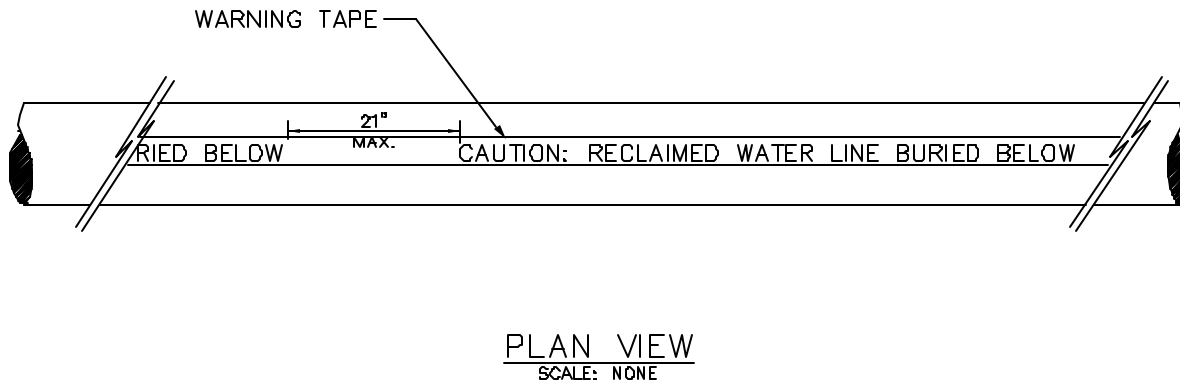 WARNING TAPE
21"
MAX.
RIED BELOW
CAUTION: RECLAIMED WATER LINE BURIED BELOW
PLAN VIEW
SCALE: NONE